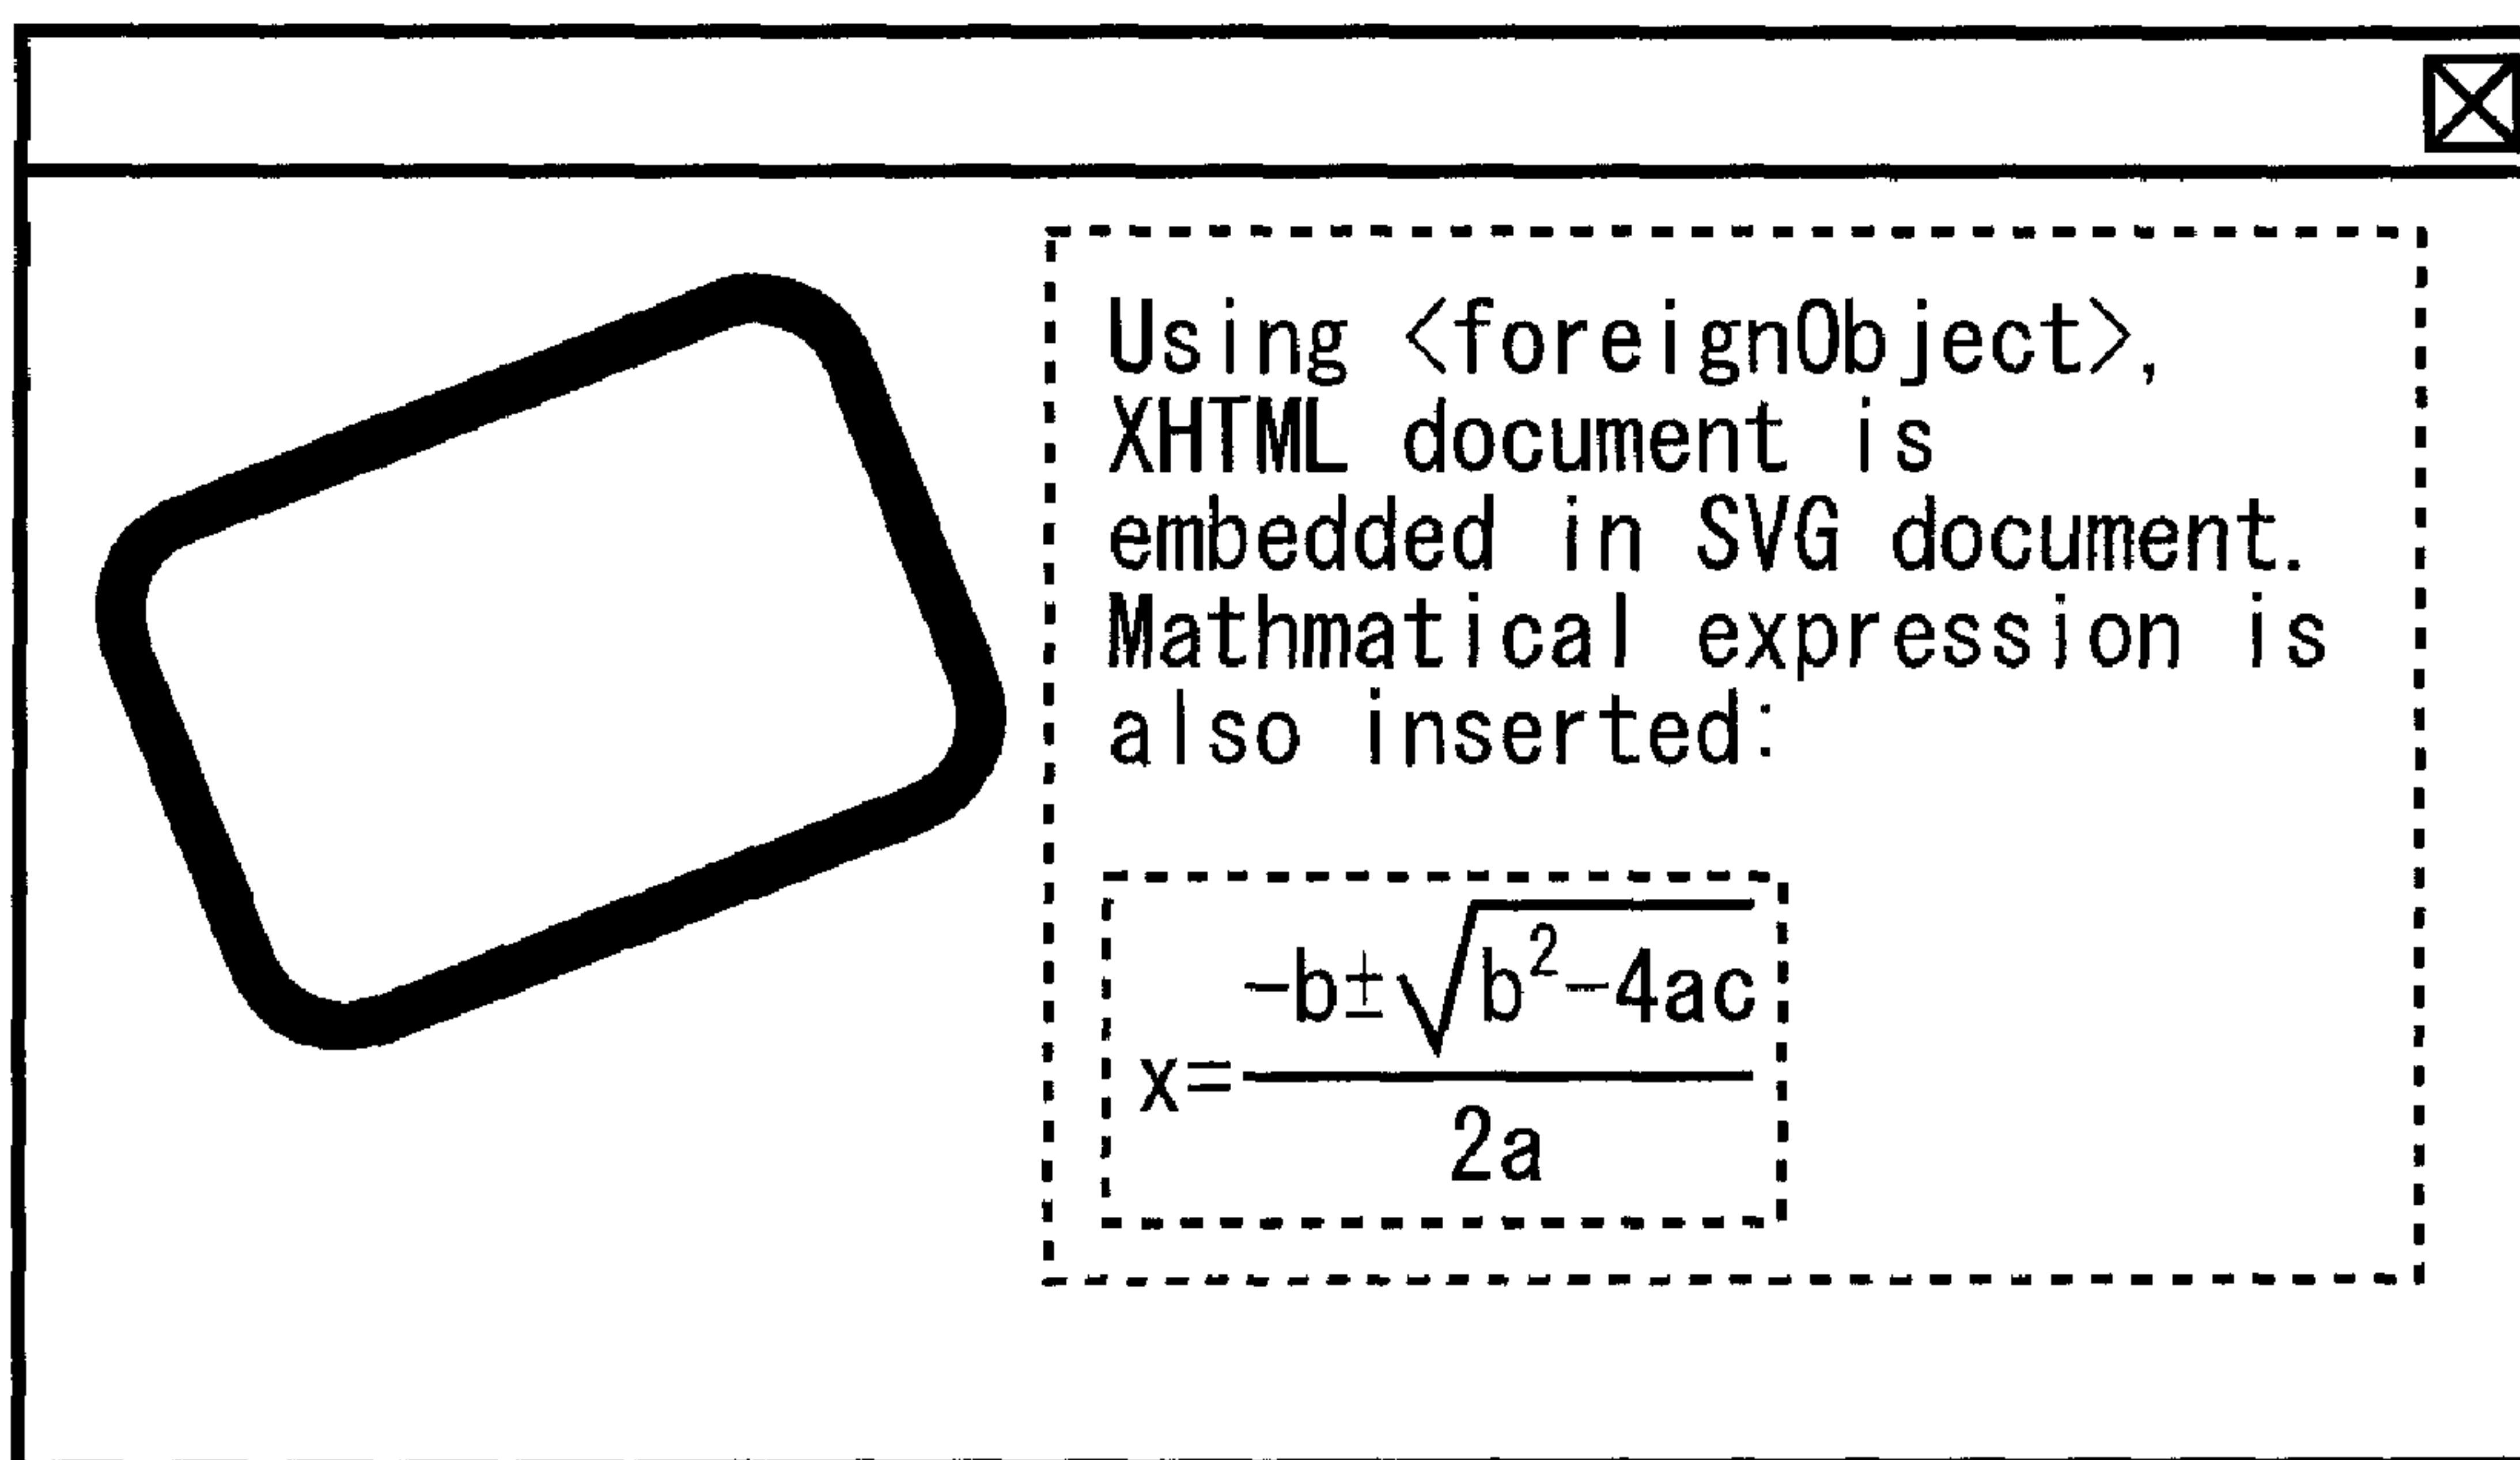 Using <foreignObject>,
XHTML document is
embedded in SVG document.
Mathmatical expression is
also inserted:
x=(-b±√(b²-4ac))/(2a)